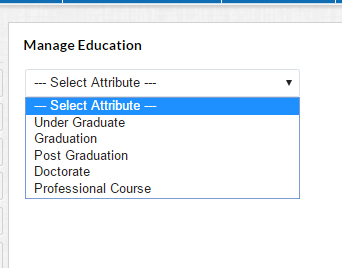 Manage Education
--- Select Attribute ---
--- Select Attribute ---
Under Graduate
Graduation
Post Graduation
Doctorate
Professional Course